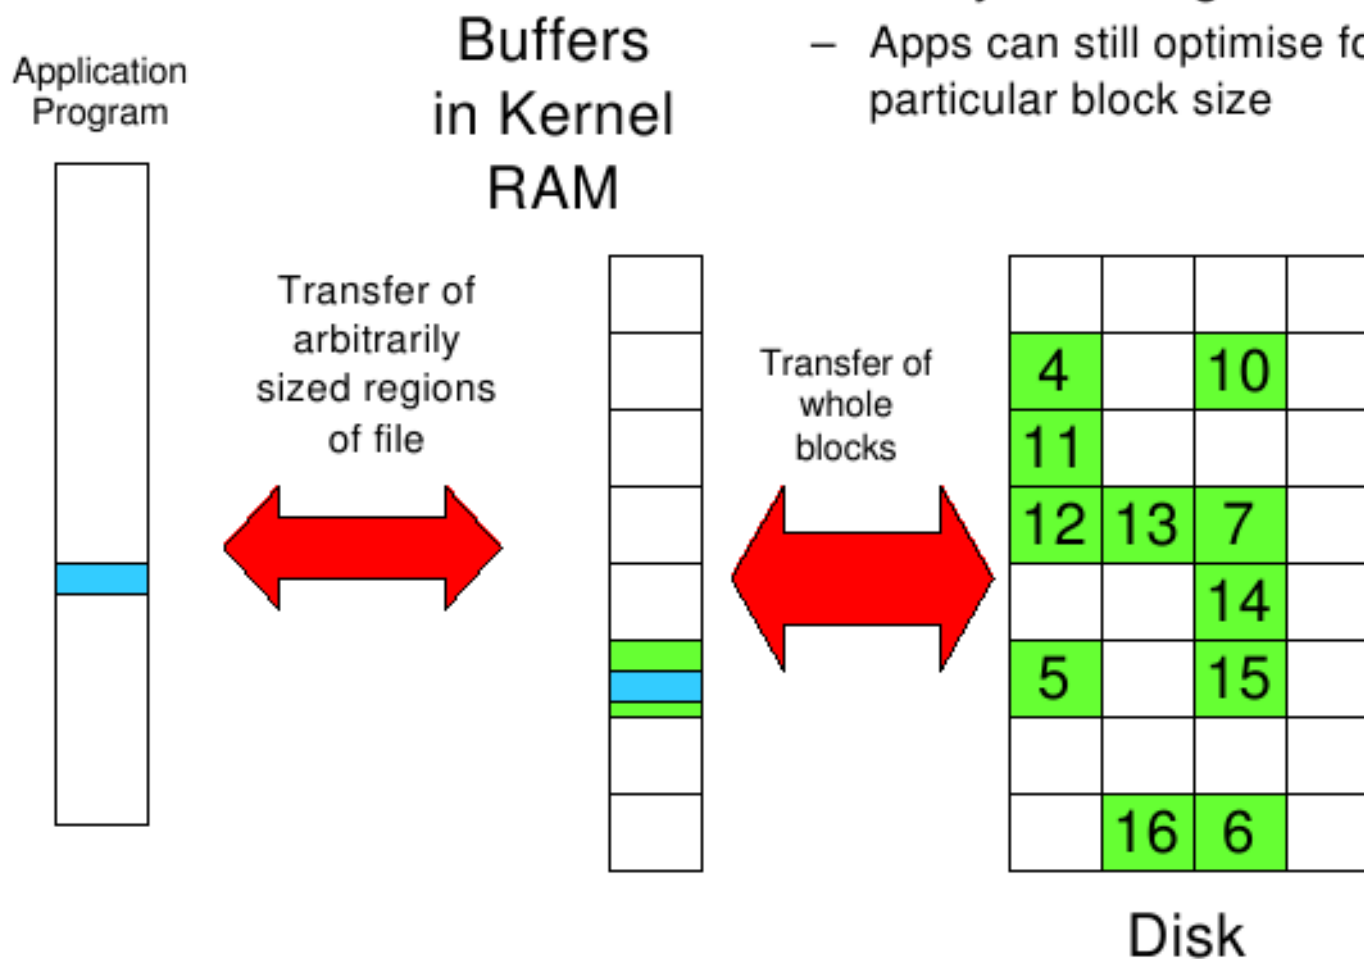 Application
Program
Buffers
in Kernel
RAM
– Apps can still optimise
particular block size
Transfer of
arbitrarily
sized regions
of file
Transfer of
whole
blocks
4 10
11
12 13 7
14
5 15
16 6
Disk